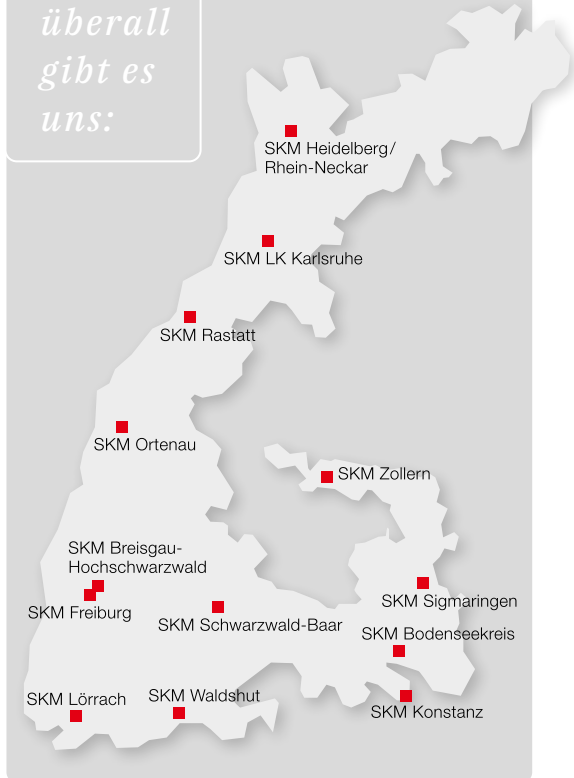 überall
gibt es
uns:
SKM Heidelberg/
Rhein-Neckar
SKM LK Karlsruhe
SKM Rastatt
SKM Ortenau
SKM Zollern
SKM Breisgau-
Hochschwarzwald
SKM Freiburg
SKM Schwarzwald-Baar
SKM Sigmaringen
SKM Bodenseekreis
SKM Lörrach
SKM Waldshut
SKM Konstanz